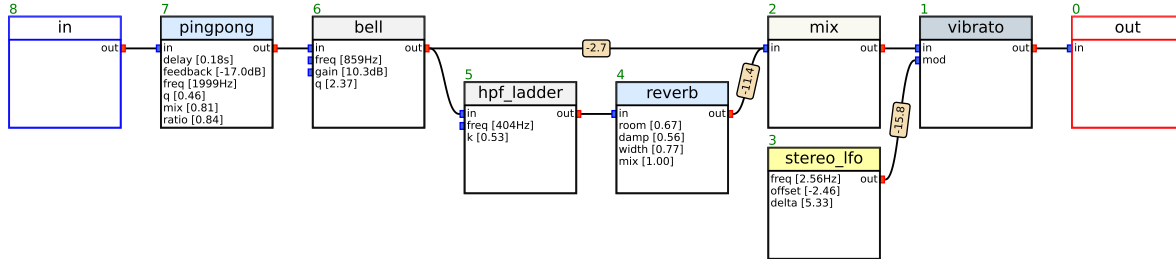 8
in
out
7
pingpong
in out
delay [0.18s]
feedback [-17.0dB]
freq [1999Hz]
q [0.46]
mix [0.81]
ratio [0.84]
6
bell
in out
freq [859Hz]
gain [10.3dB]
q [2.37]
-2.7
5
hpf_ladder
in out
freq [404Hz]
k [0.53]
4
reverb
in out
room [0.67]
damp [0.56]
width [0.77]
mix [1.00]
-11.4
2
mix
in out
3
stereo_lfo
freq [2.56Hz] out
offset [-2.46]
delta [5.33]
-15.8
1
vibrato
in out
mod
0
out
in